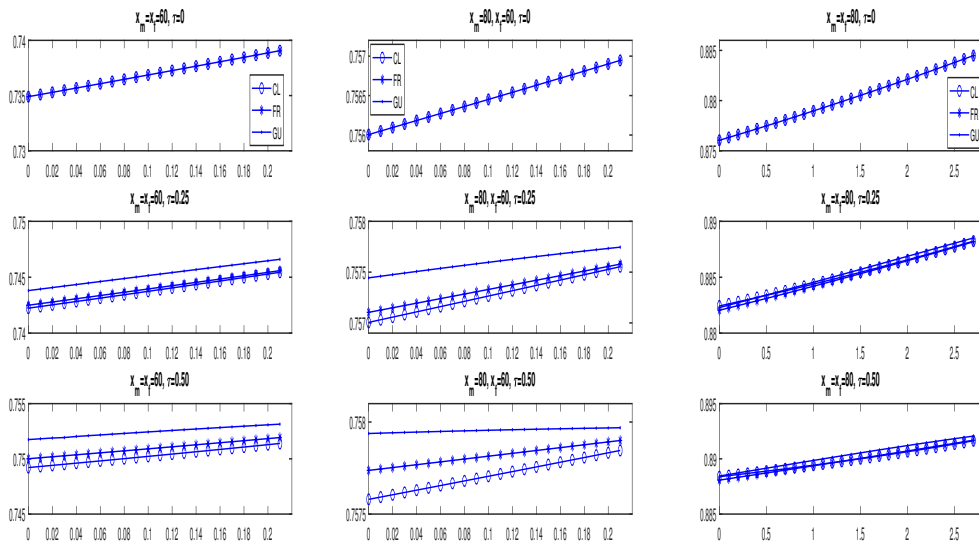 x_m=x_f=60, τ=0
0.74
0.735
0.73
0 0.02 0.04 0.06 0.08 0.1 0.12 0.14 0.16 0.18 0.2
CL
FR
GU
x_m=80, x_f=60, τ=0
0.757
0.7565
0.756
0 0.02 0.04 0.06 0.08 0.1 0.12 0.14 0.16 0.18 0.2
CL
FR
GU
x_m=x_f=80, τ=0
0.885
0.88
0.875
0 0.5 1 1.5 2 2.5
CL
FR
GU
x_m=x_f=60, τ=0.25
0.75
0.745
0.74
0 0.02 0.04 0.06 0.08 0.1 0.12 0.14 0.16 0.18 0.2
x_m=80, x_f=60, τ=0.25
0.758
0.7575
0.757
0 0.02 0.04 0.06 0.08 0.1 0.12 0.14 0.16 0.18 0.2
x_m=x_f=80, τ=0.25
0.89
0.885
0.88
0 0.5 1 1.5 2 2.5
x_m=x_f=60, τ=0.50
0.755
0.75
0.745
0 0.02 0.04 0.06 0.08 0.1 0.12 0.14 0.16 0.18 0.2
x_m=80, x_f=60, τ=0.50
0.758
0.7575
0 0.02 0.04 0.06 0.08 0.1 0.12 0.14 0.16 0.18 0.2
x_m=x_f=80, τ=0.50
0.895
0.89
0.885
0 0.5 1 1.5 2 2.5